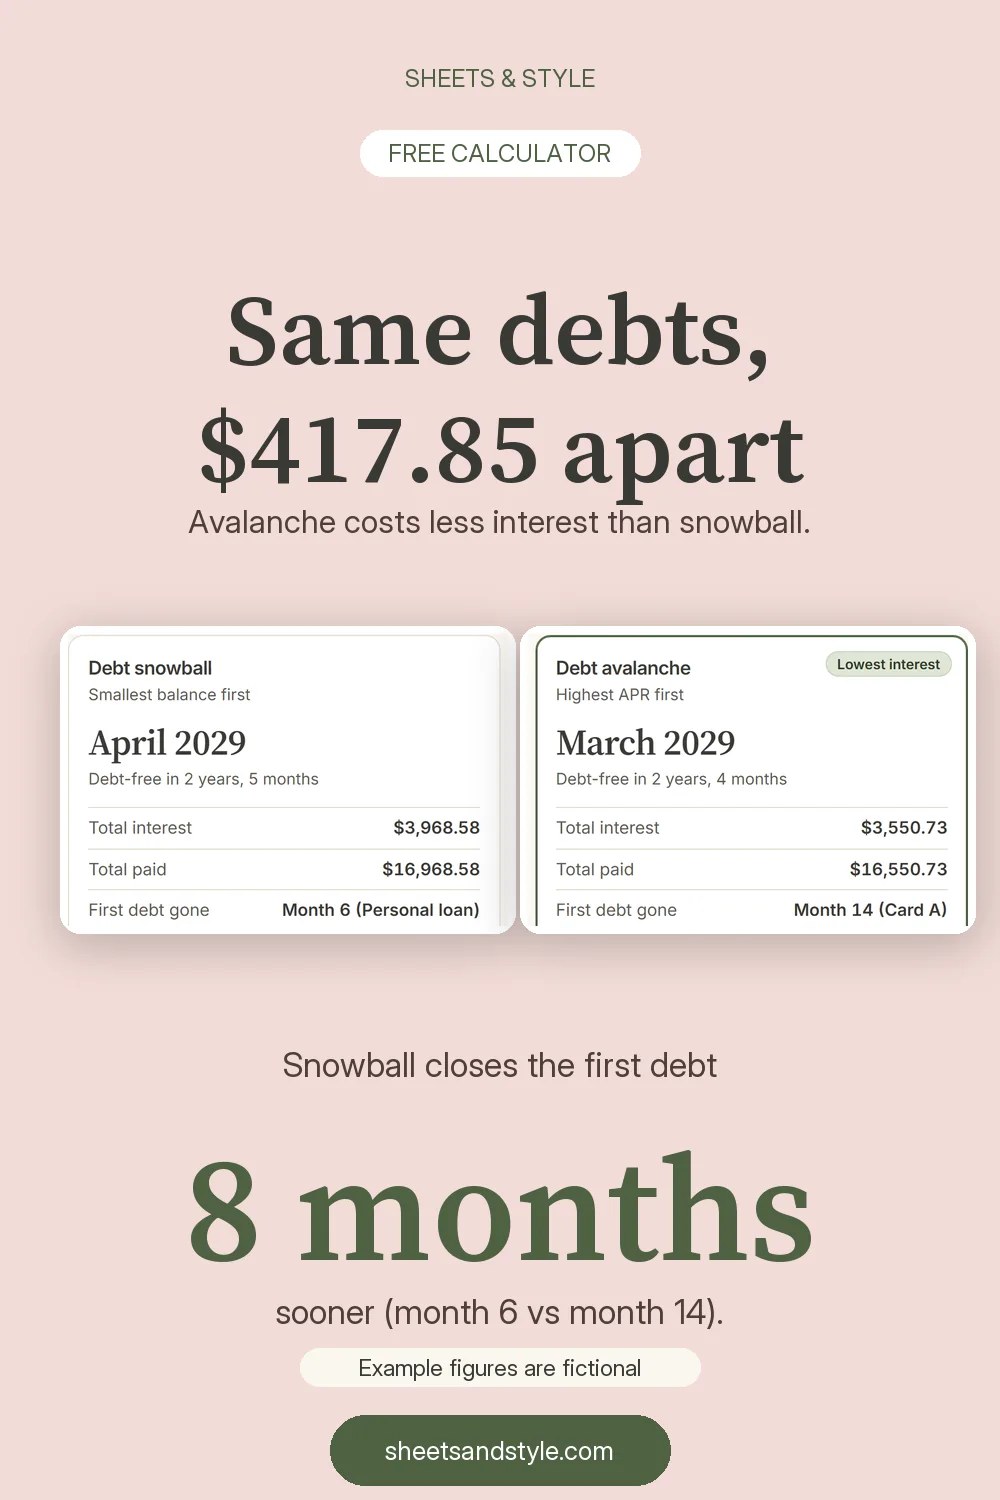 SHEETS & STYLE
FREE CALCULATOR
Same debts,
$417.85 apart
Avalanche costs less interest than snowball.
Debt snowball
Smallest balance first
April 2029
Debt-free in 2 years, 5 months
Total interest $3,968.58
Total paid $16,968.58
First debt gone Month 6 (Personal loan)
Debt avalanche
Lowest interest
Highest APR first
March 2029
Debt-free in 2 years, 4 months
Total interest $3,550.73
Total paid $16,550.73
First debt gone Month 14 (Card A)
Snowball closes the first debt
8 months
sooner (month 6 vs month 14).
Example figures are fictional
sheetsandstyle.com